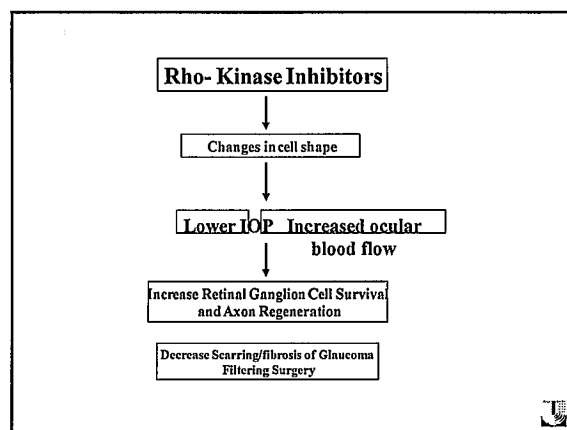 Rho- Kinase Inhibitors
Changes in cell shape
Lower IOP Increased ocular
blood flow
Increase Retinal Ganglion Cell Survival
and Axon Regeneration
Decrease Scarring/fibrosis of Glaucoma
Filtering Surgery